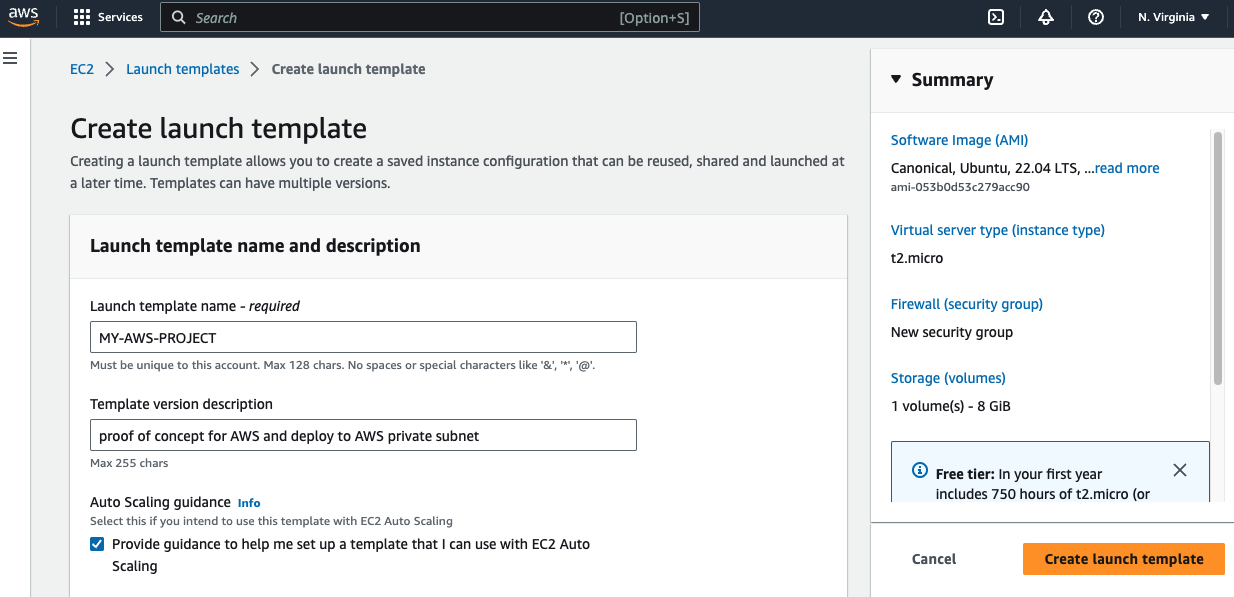 aws Services Search [Option+S] N. Virginia
EC2 Launch templates Create launch template
Create launch template
Creating a launch template allows you to create a saved instance configuration that can be reused, shared and launched at
a later time. Templates can have multiple versions.
Launch template name and description
Launch template name - required
MY-AWS-PROJECT
Must be unique to this account. Max 128 chars. No spaces or special characters like '&', '*', '@'.
Template version description
proof of concept for AWS and deploy to AWS private subnet
Max 255 chars
Auto Scaling guidance Info
Select this if you intend to use this template with EC2 Auto Scaling
Provide guidance to help me set up a template that I can use with EC2 Auto
Scaling
Summary
Software Image (AMI)
Canonical, Ubuntu, 22.04 LTS, ...read more
ami-053b0d53c279acc90
Virtual server type (instance type)
t2.micro
Firewall (security group)
New security group
Storage (volumes)
1 volume(s) - 8 GiB
Free tier: In your first year
includes 750 hours of t2.micro (or
Cancel Create launch template